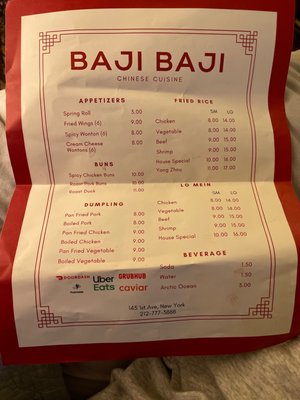 BAJI BAJI
CHINESE CUISINE
APPETIZERS
Spring Roll 3.00
Fried Wings (6) 9.00
Spicy Wonton (8) 8.00
Cream Cheese
Wontons (6) 8.00
BUNS
Spicy Chicken Buns 10.00
Roast Pork Buns 10.00
Roast Duck 11.00
DUMPLING
Pan Fried Pork 8.00
Boiled Pork 8.00
Pan Fried Chicken 9.00
Boiled Chicken 9.00
Pan Fried Vegetable 9.00
Boiled Vegetable 9.00
FRIED RICE
SM LG
Chicken 8.00 14.00
Vegetable 8.00 14.00
Beef 9.00 15.00
Shrimp 9.00 15.00
House Special 10.00 16.00
Yang Zhou 11.00 17.00
LO MEIN
Chicken 8.00 14.00
Vegetable 8.00 14.00
Beef 9.00 15.00
Shrimp 9.00 15.00
House Special 10.00 16.00
BEVERAGE
Soda 1.50
Water 1.50
Arctic Ocean 3.00
DOORDASH
Uber
Eats
GRUBHUB
caviar
145 1st Ave, New York